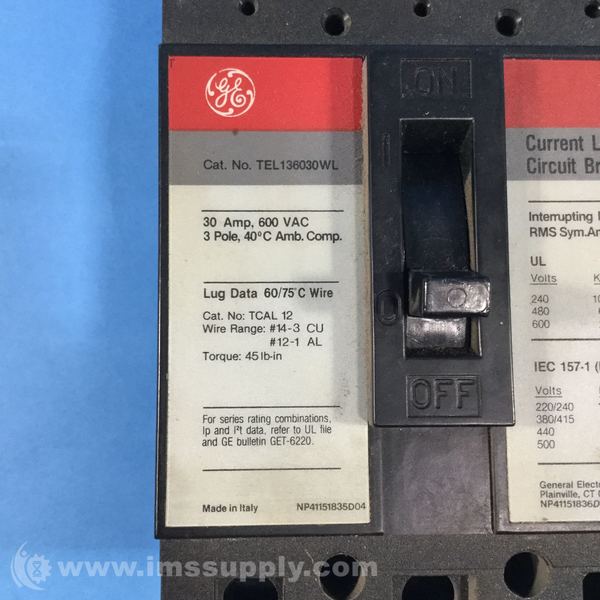 GE
Cat. No. TEL136030WL
30 Amp, 600 VAC
3 Pole, 40°C Amb. Comp.
Lug Data 60/75°C Wire
Cat. No: TCAL 12
Wire Range: #14-3 CU
#12-1 AL
Torque: 45 lb-in
For series rating combinations,
Ip and I²t data, refer to UL file
and GE bulletin GET-6220.
Made in Italy
NP41151835D04
ON
I
O
OFF
Current L
Circuit Br
Interrupting
RMS Sym. Am
UL
Volts K
240 10
480
600
IEC 157-1 (
Volts
220/240
380/415
440
500
General Elect
Plainville, CT 0
NP41151836D
www.imssupply.com